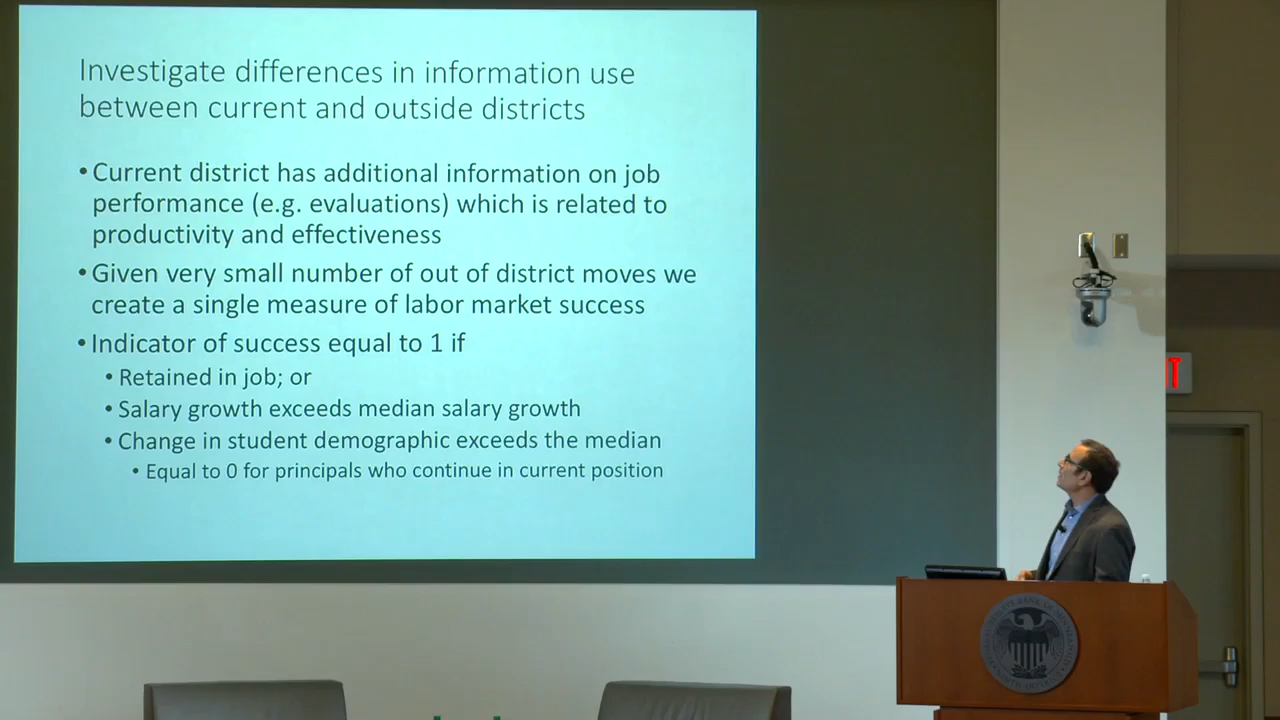 Investigate differences in information use
between current and outside districts
• Current district has additional information on job
performance (e.g. evaluations) which is related to
productivity and effectiveness
• Given very small number of out of district moves we
create a single measure of labor market success
• Indicator of success equal to 1 if
• Retained in job; or
• Salary growth exceeds median salary growth
• Change in student demographic exceeds the median
• Equal to 0 for principals who continue in current position